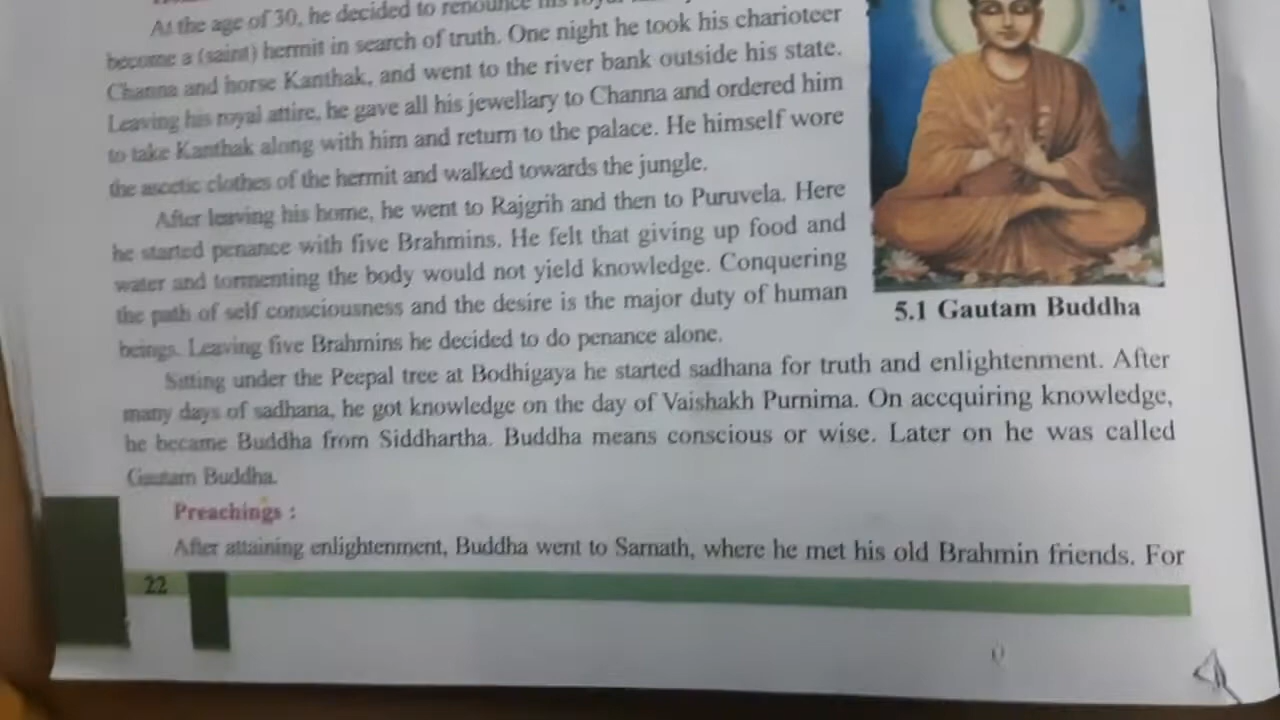 At the age of 30, he decided to renounce his royal
become a (saint) hermit in search of truth. One night he took his charioteer
Channa and horse Kanthak, and went to the river bank outside his state.
Leaving his royal attire, he gave all his jewellary to Channa and ordered him
to take Kanthak along with him and return to the palace. He himself wore
the ascetic clothes of the hermit and walked towards the jungle.
After leaving his home, he went to Rajgrih and then to Puruvela. Here
he started penance with five Brahmins. He felt that giving up food and
water and tormenting the body would not yield knowledge. Conquering
the path of self consciousness and the desire is the major duty of human
beings. Leaving five Brahmins he decided to do penance alone.
5.1 Gautam Buddha
Sitting under the Peepal tree at Bodhigaya he started sadhana for truth and enlightenment. After
many days of sadhana, he got knowledge on the day of Vaishakh Purnima. On accquiring knowledge,
he became Buddha from Siddhartha. Buddha means conscious or wise. Later on he was called
Gautam Buddha.
Preachings :
After attaining enlightenment, Buddha went to Sarnath, where he met his old Brahmin friends. For
22